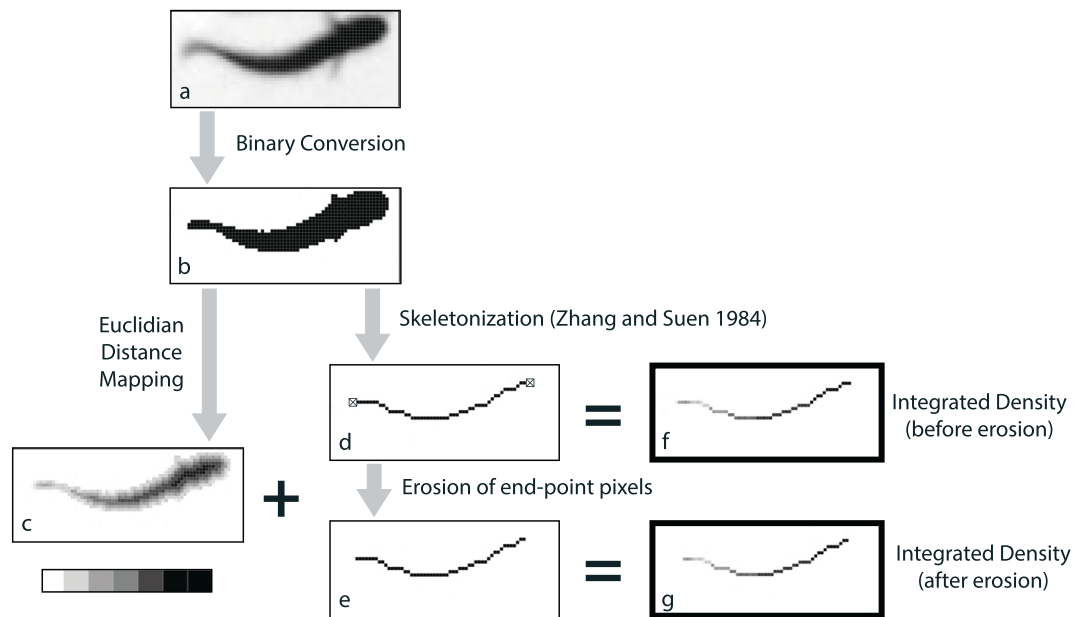 a
Binary Conversion
b
Euclidian
Distance
Mapping
Skeletonization (Zhang and Suen 1984)
d
=
f
Integrated Density
(before erosion)
c
+
Erosion of end-point pixels
e
=
g
Integrated Density
(after erosion)